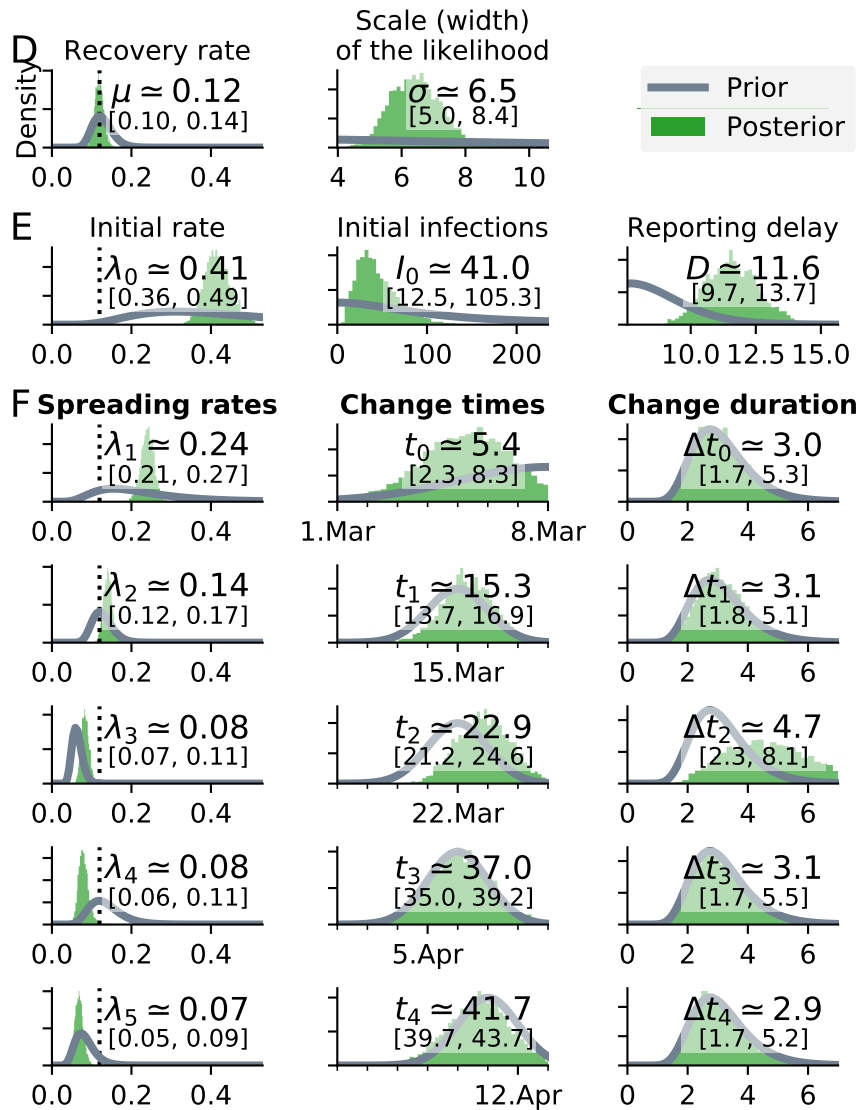 D
Recovery rate
Scale (width)
of the likelihood
Density
μ ≃ 0.12
[0.10, 0.14]
σ ≃ 6.5
[5.0, 8.4]
Prior
Posterior
0.0 0.2 0.4
4 6 8 10
E
Initial rate
Initial infections
Reporting delay
λ0 ≃ 0.41
[0.36, 0.49]
I0 ≃ 41.0
[12.5, 105.3]
D ≃ 11.6
[9.7, 13.7]
0.0 0.2 0.4
0 100 200
10.0 12.5 15.0
F
Spreading rates
Change times
Change duration
λ1 ≃ 0.24
[0.21, 0.27]
t0 ≃ 5.4
[2.3, 8.3]
Δt0 ≃ 3.0
[1.7, 5.3]
0.0 0.2 0.4
1.Mar 8.Mar
0 2 4 6
λ2 ≃ 0.14
[0.12, 0.17]
t1 ≃ 15.3
[13.7, 16.9]
Δt1 ≃ 3.1
[1.8, 5.1]
0.0 0.2 0.4
15.Mar
0 2 4 6
λ3 ≃ 0.08
[0.07, 0.11]
t2 ≃ 22.9
[21.2, 24.6]
Δt2 ≃ 4.7
[2.3, 8.1]
0.0 0.2 0.4
22.Mar
0 2 4 6
λ4 ≃ 0.08
[0.06, 0.11]
t3 ≃ 37.0
[35.0, 39.2]
Δt3 ≃ 3.1
[1.7, 5.5]
0.0 0.2 0.4
5.Apr
0 2 4 6
λ5 ≃ 0.07
[0.05, 0.09]
t4 ≃ 41.7
[39.7, 43.7]
Δt4 ≃ 2.9
[1.7, 5.2]
0.0 0.2 0.4
12.Apr
0 2 4 6